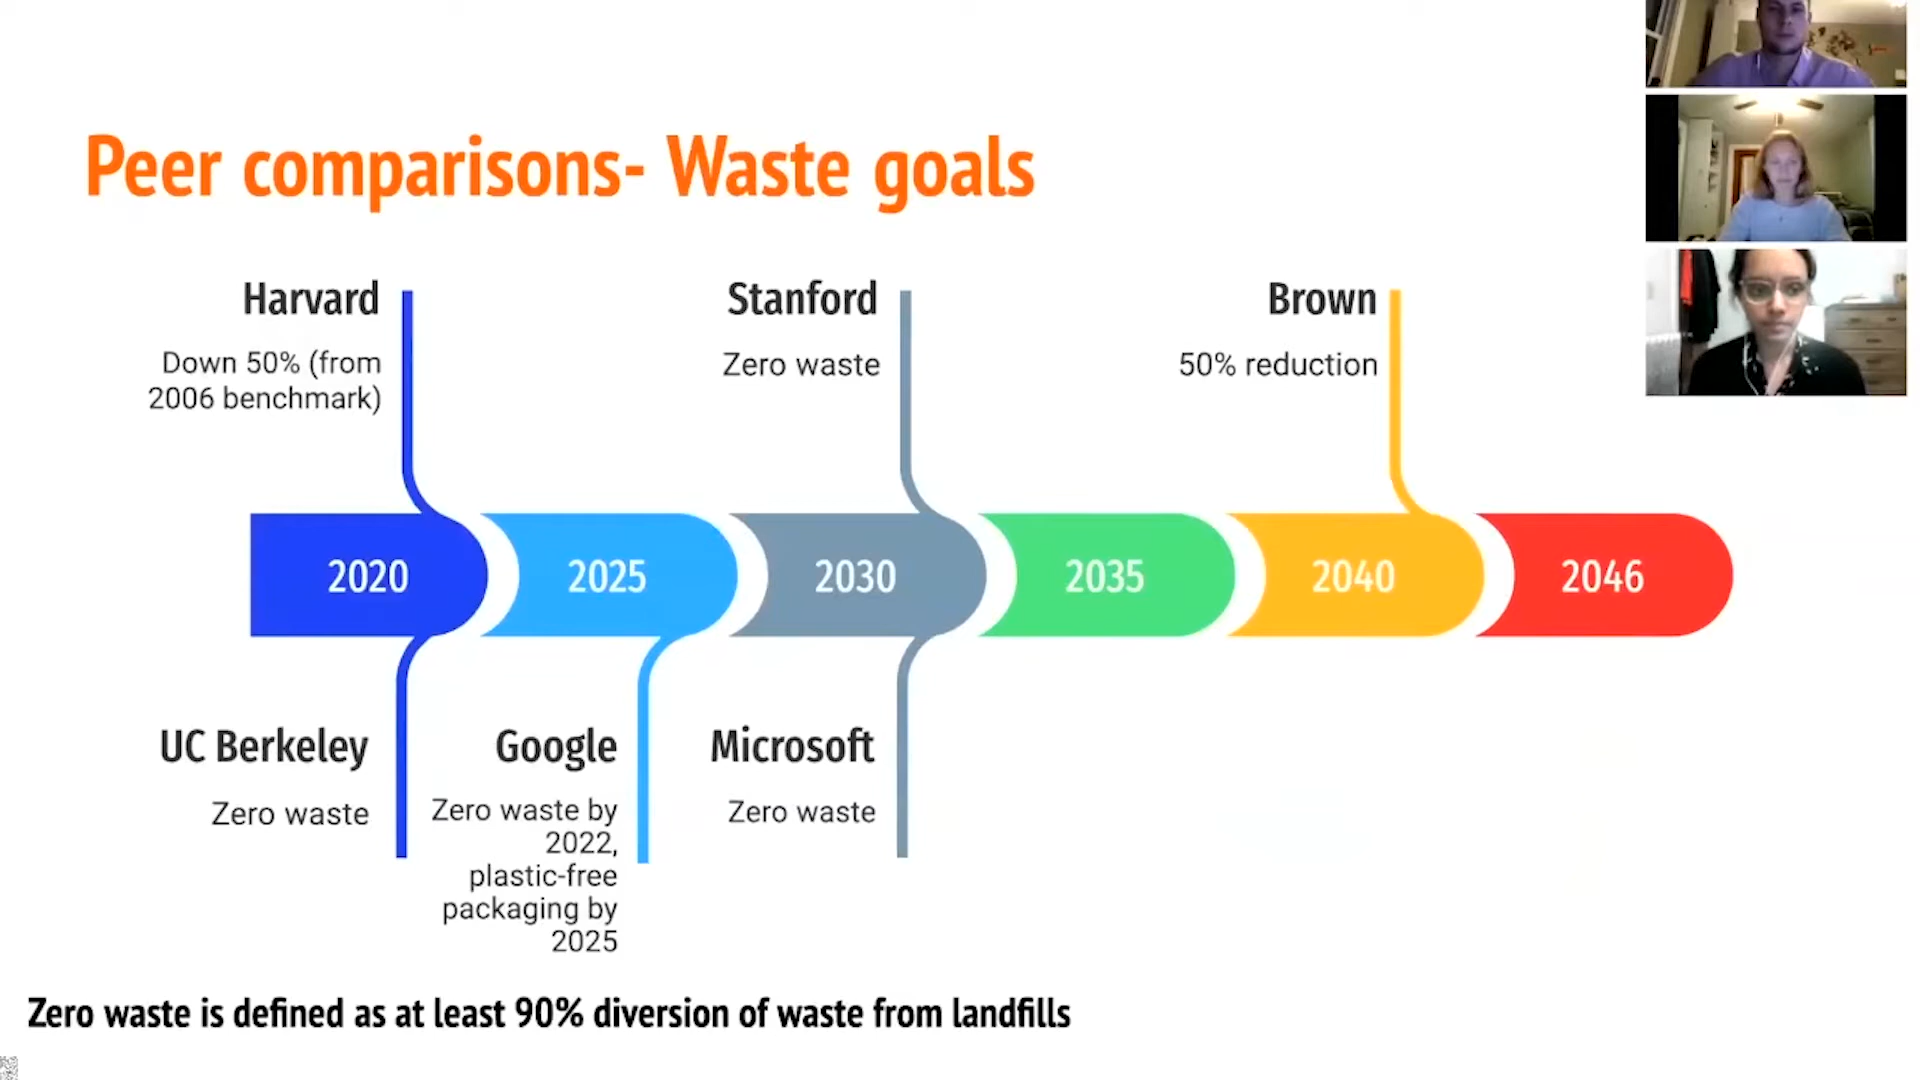 Peer comparisons- Waste goals
Harvard
Down 50% (from
2006 benchmark)
Stanford
Zero waste
Brown
50% reduction
2020
2025
2030
2035
2040
2046
UC Berkeley
Zero waste
Google
Zero waste by
2022,
plastic-free
packaging by
2025
Microsoft
Zero waste
Zero waste is defined as at least 90% diversion of waste from landfills